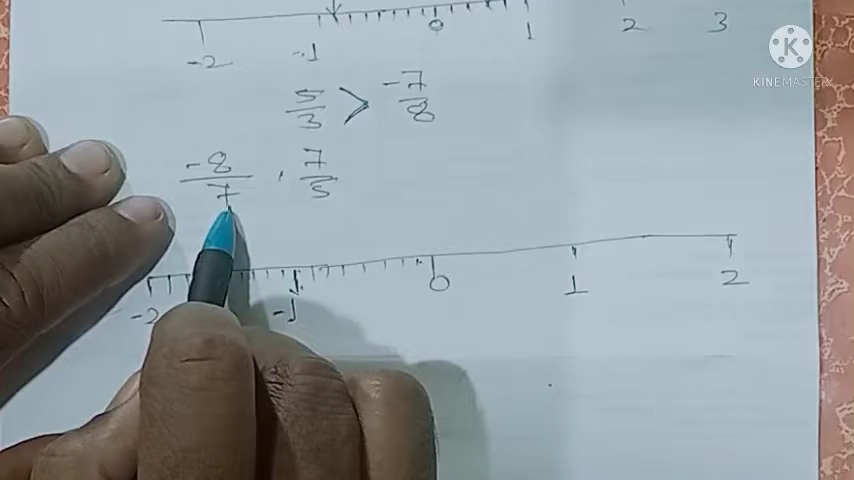 -2 -1 0 1 2 3
5/3 > -7/8
-8/7 , 7/5
-2 -1 0 1 2
K
KINEMASTER